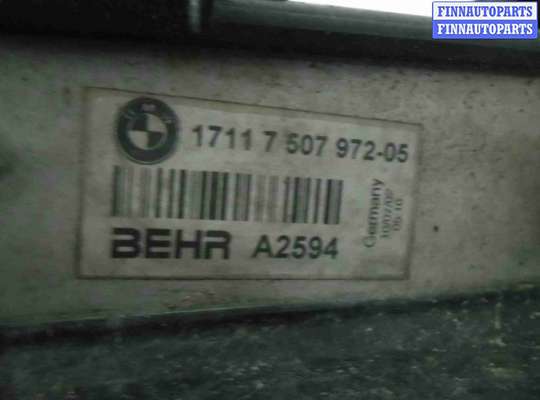 FINNAUTOPARTS
FINNAUTOPARTS
1711 7 507 972-05
BEHR A2594
Germany